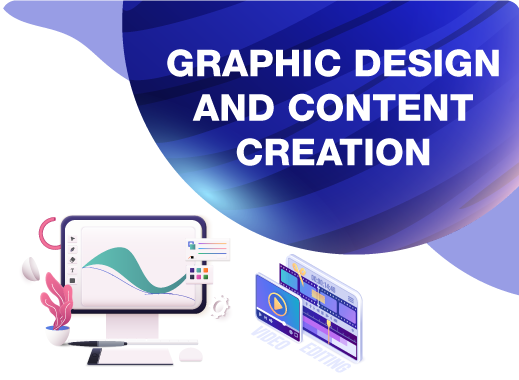 GRAPHIC DESIGN
AND CONTENT
CREATION
T
VIDEO
EDITING